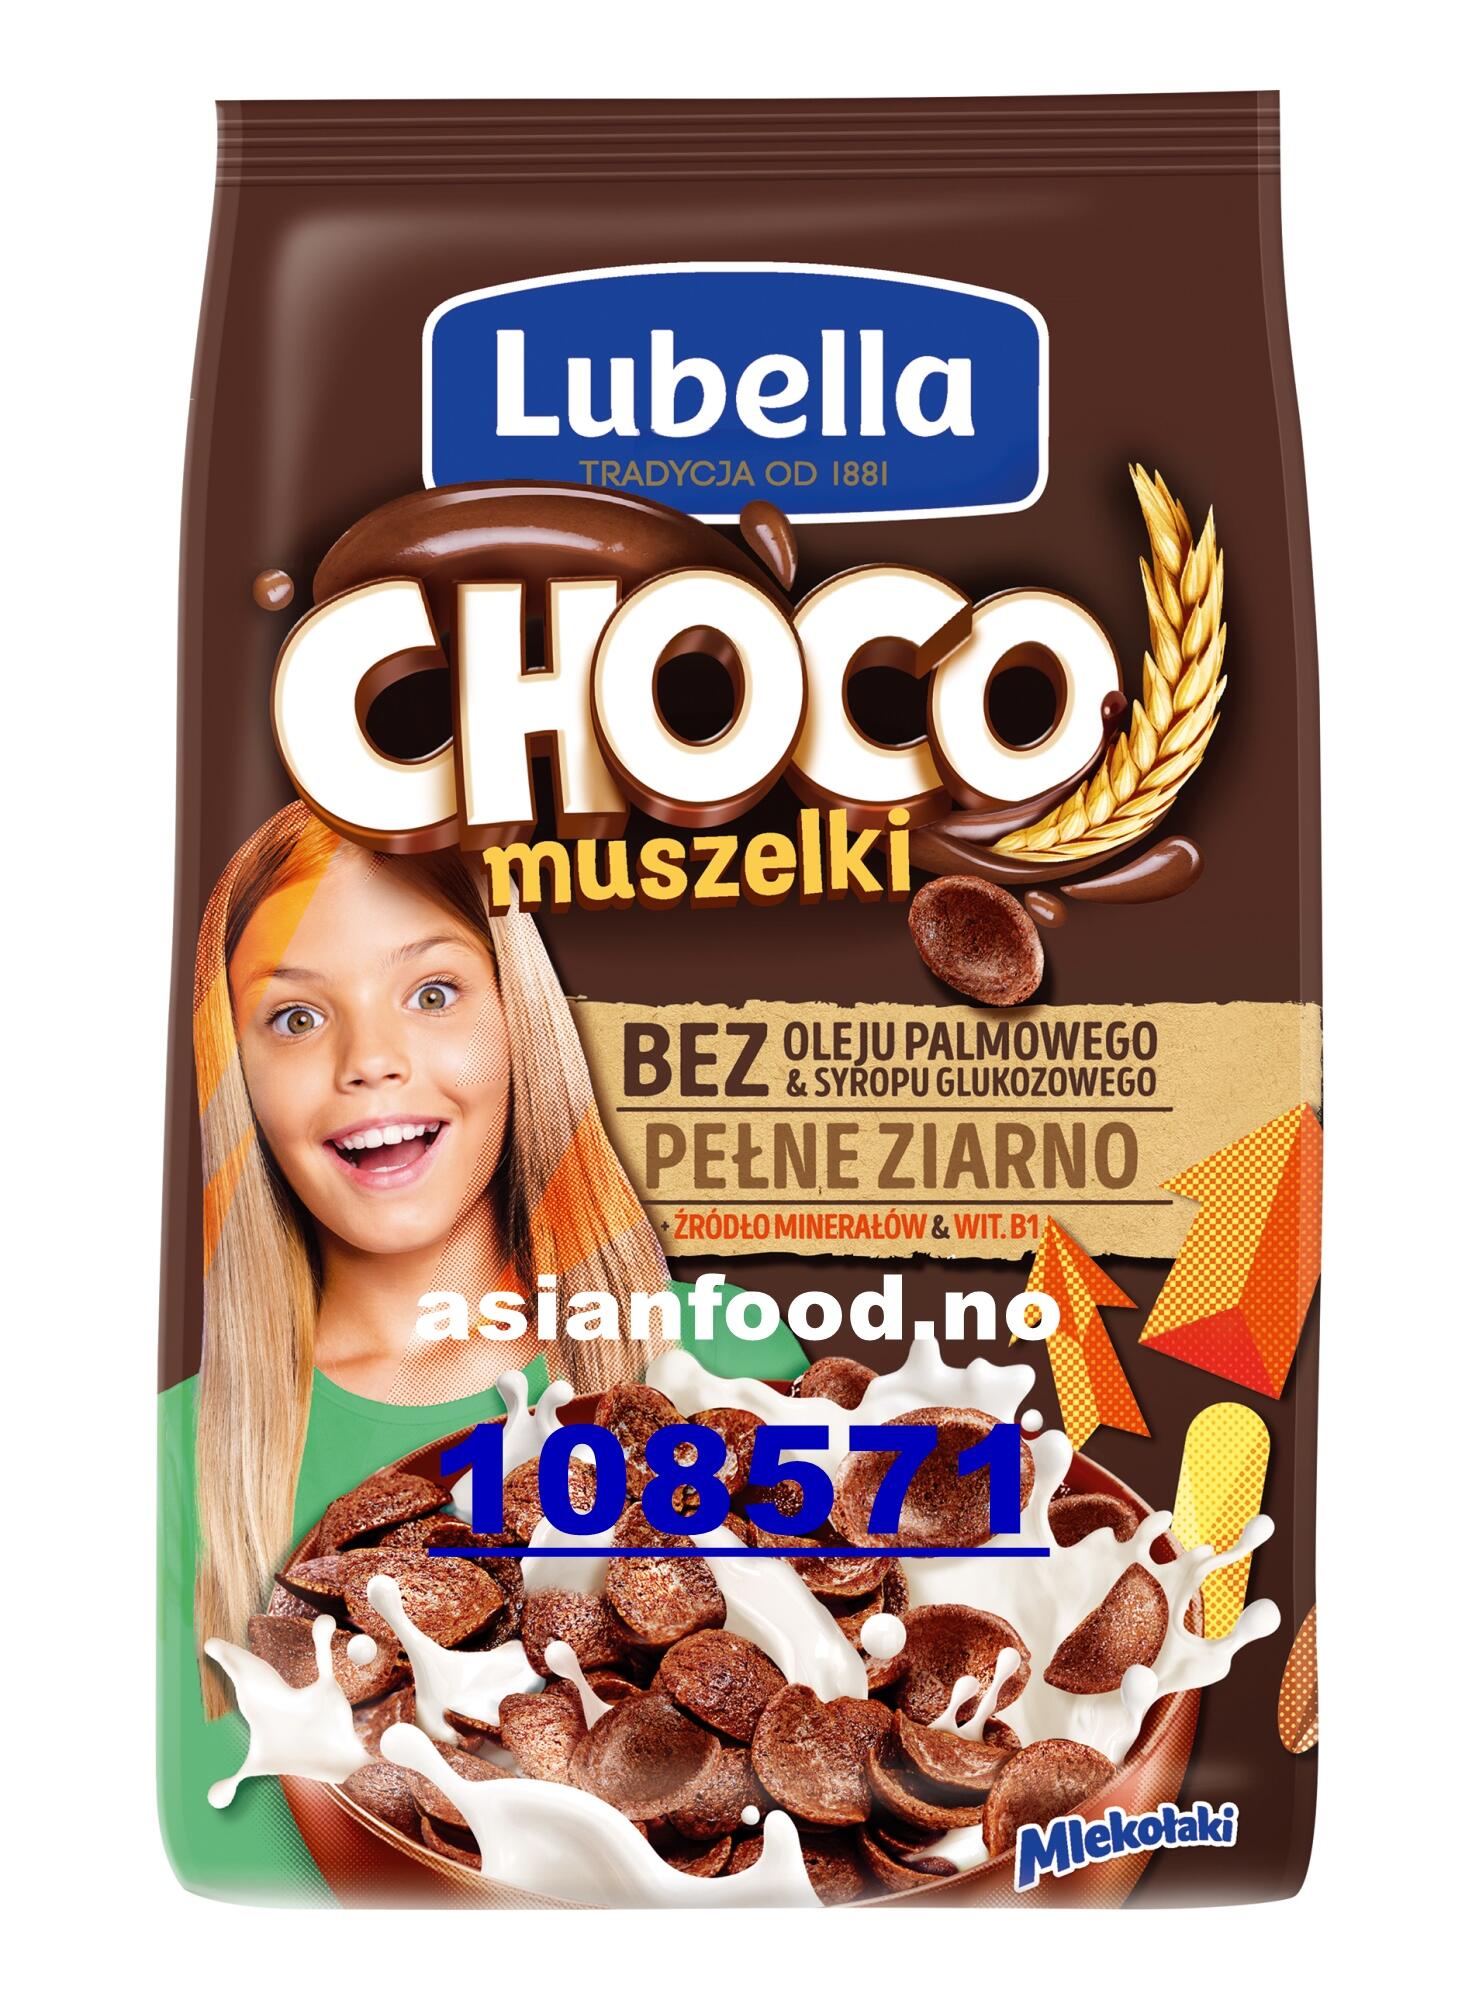 Lubella
TRADYCJA OD 1881
CHOCO
muszelki
BEZ OLEJU PALMOWEGO
& SYROPU GLUKOZOWEGO
PEŁNE ZIARNO
+ ŹRÓDŁO MINERAŁÓW & WIT. B1
asianfood.no
108571
Mlekołaki